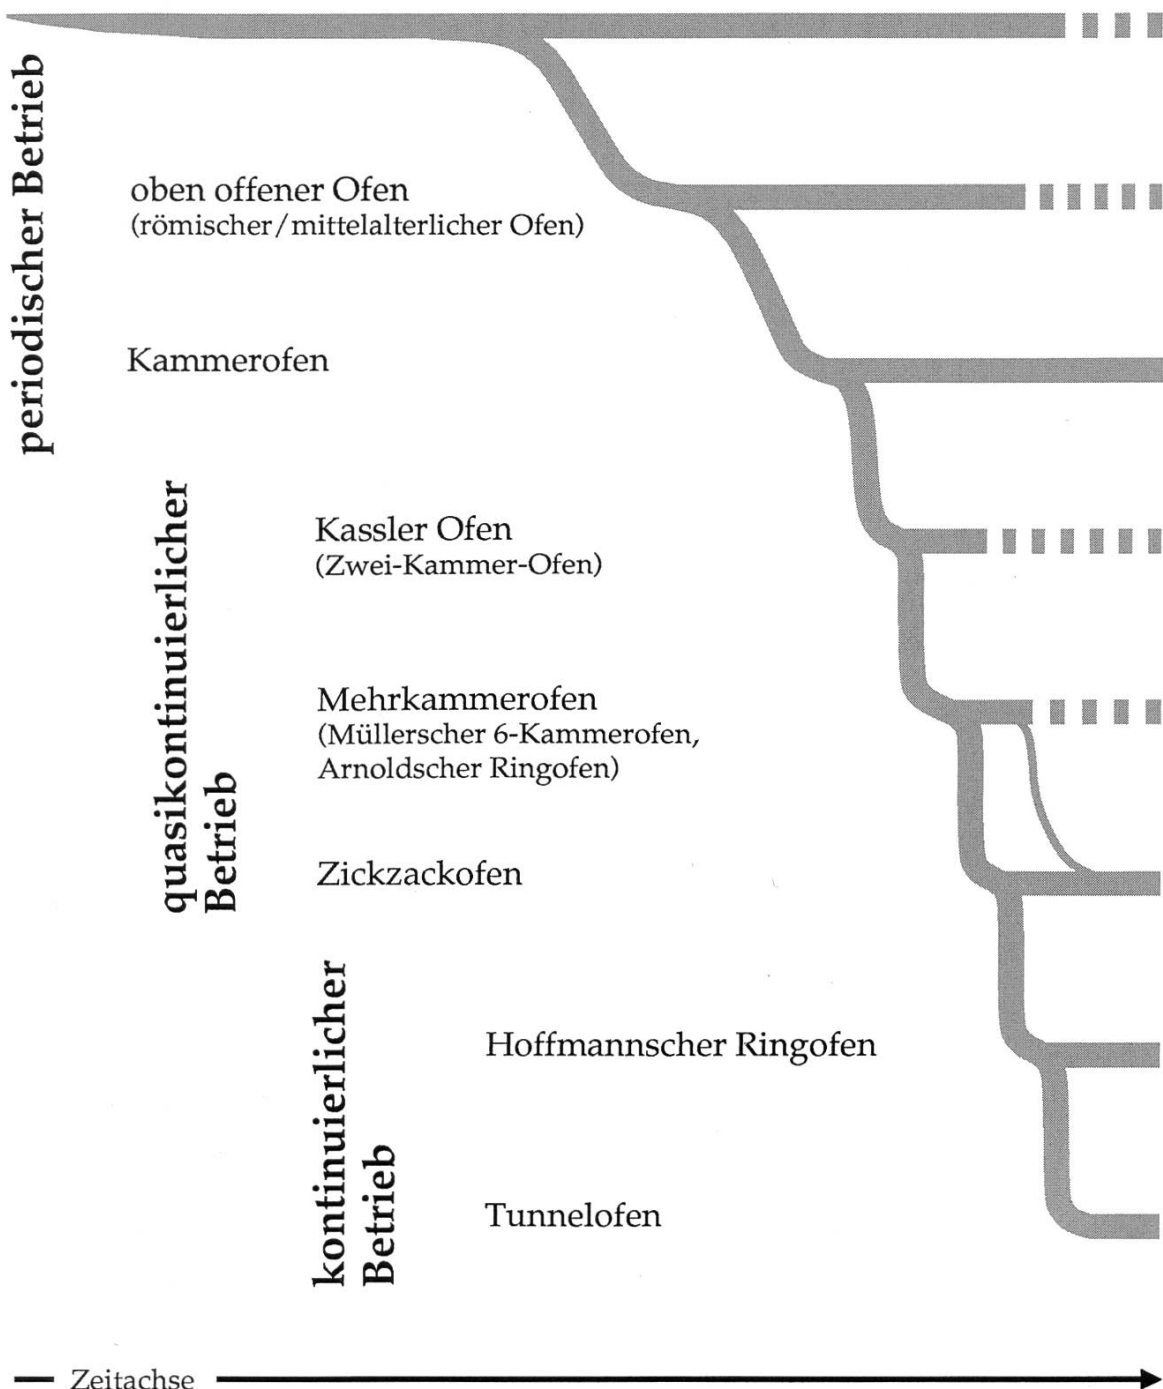 periodischer Betrieb
oben offener Ofen
(römischer/mittelalterlicher Ofen)
Kammerofen
quasikontinuierlicher
Betrieb
Kassler Ofen
(Zwei-Kammer-Ofen)
Mehrkammerofen
(Müllerscher 6-Kammerofen,
Arnoldscher Ringofen)
Zickzackofen
kontinuierlicher
Betrieb
Hoffmannscher Ringofen
Tunnelofen
Zeitachse